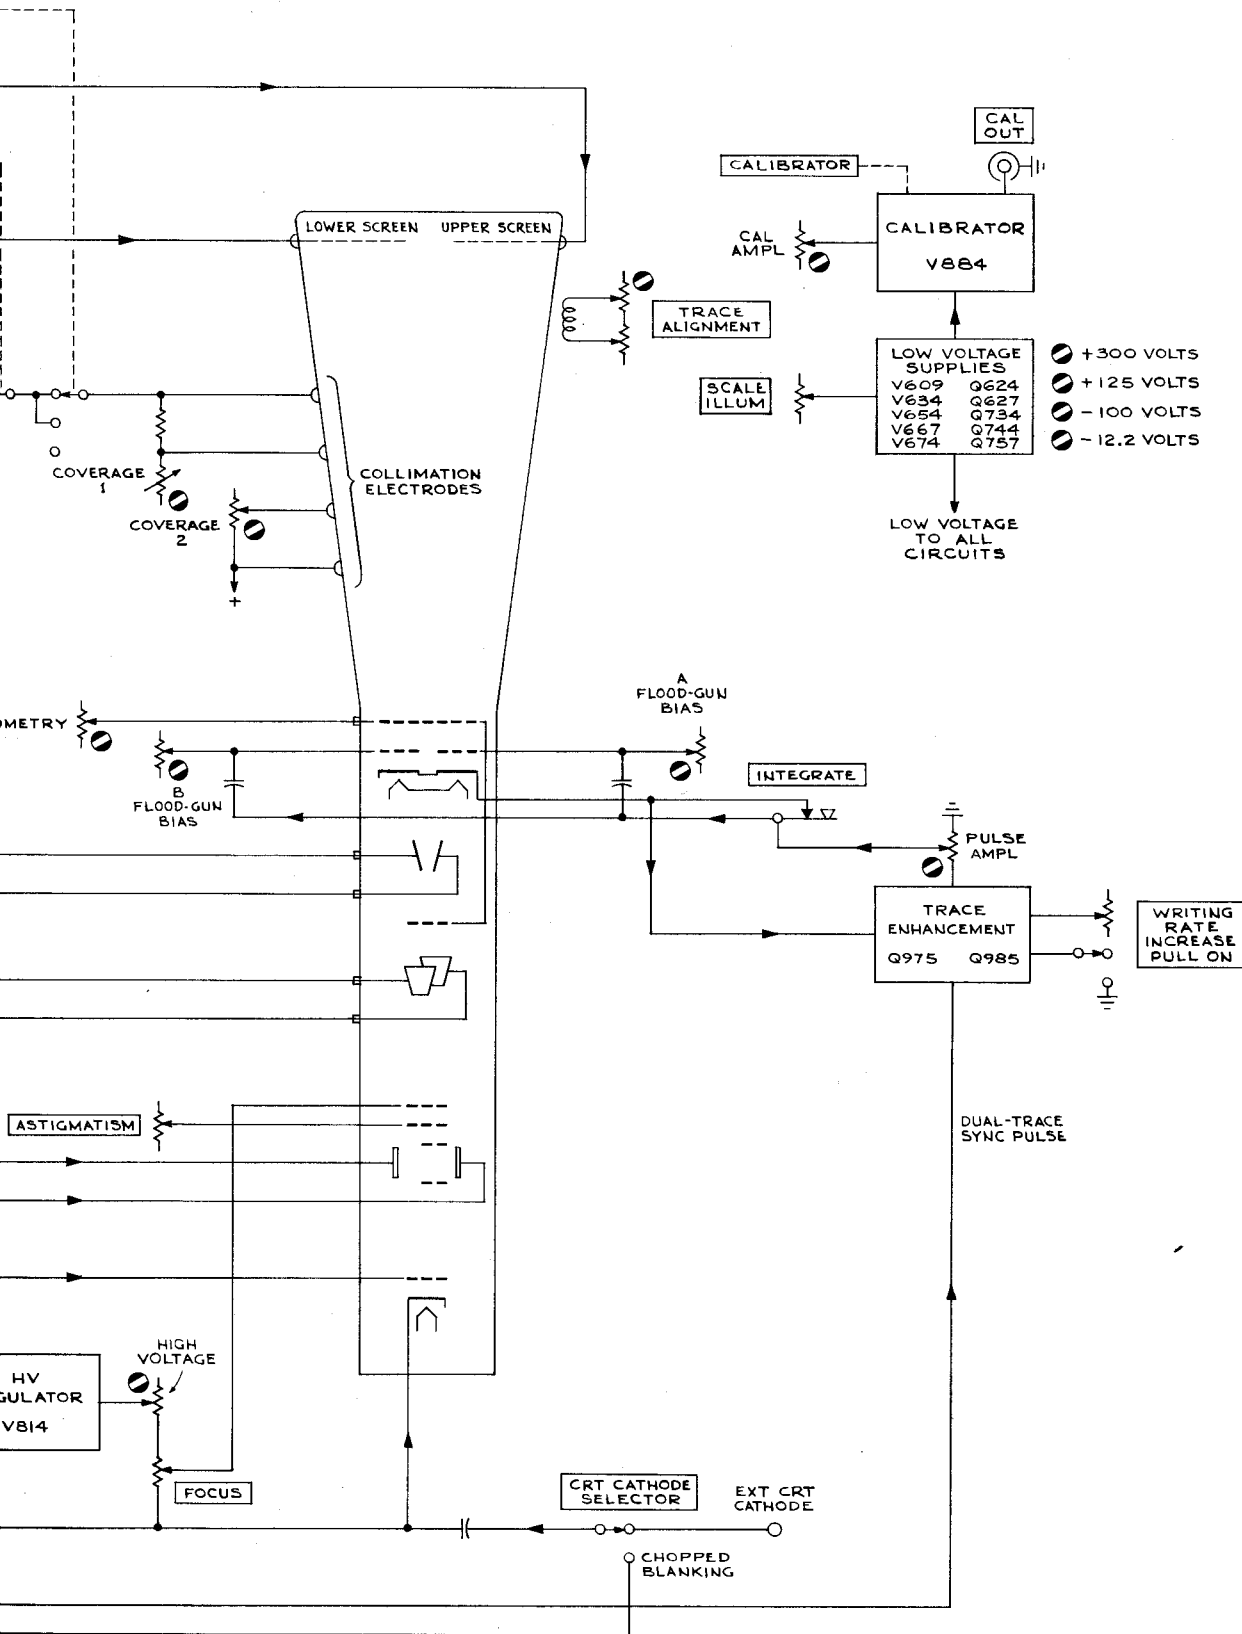 CAL
OUT
CALIBRATOR
LOWER SCREEN
UPPER SCREEN
CALIBRATOR
V884
CAL
AMPL
TRACE
ALIGNMENT
LOW VOLTAGE
SUPPLIES
V609 Q624
V634 Q627
V654 Q734
V667 Q744
V674 Q757
+300 VOLTS
+125 VOLTS
-100 VOLTS
-12.2 VOLTS
SCALE
ILLUM
COVERAGE
1
COLLIMATION
ELECTRODES
COVERAGE
2
+
LOW VOLTAGE
TO ALL
CIRCUITS
OMETRY
A
FLOOD-GUN
BIAS
B
FLOOD-GUN
BIAS
INTEGRATE
PULSE
AMPL
TRACE
ENHANCEMENT
Q975 Q985
WRITING
RATE
INCREASE
PULL ON
ASTIGMATISM
DUAL-TRACE
SYNC PULSE
HIGH
VOLTAGE
HV
GULATOR
V814
FOCUS
CRT CATHODE
SELECTOR
EXT CRT
CATHODE
CHOPPED
BLANKING